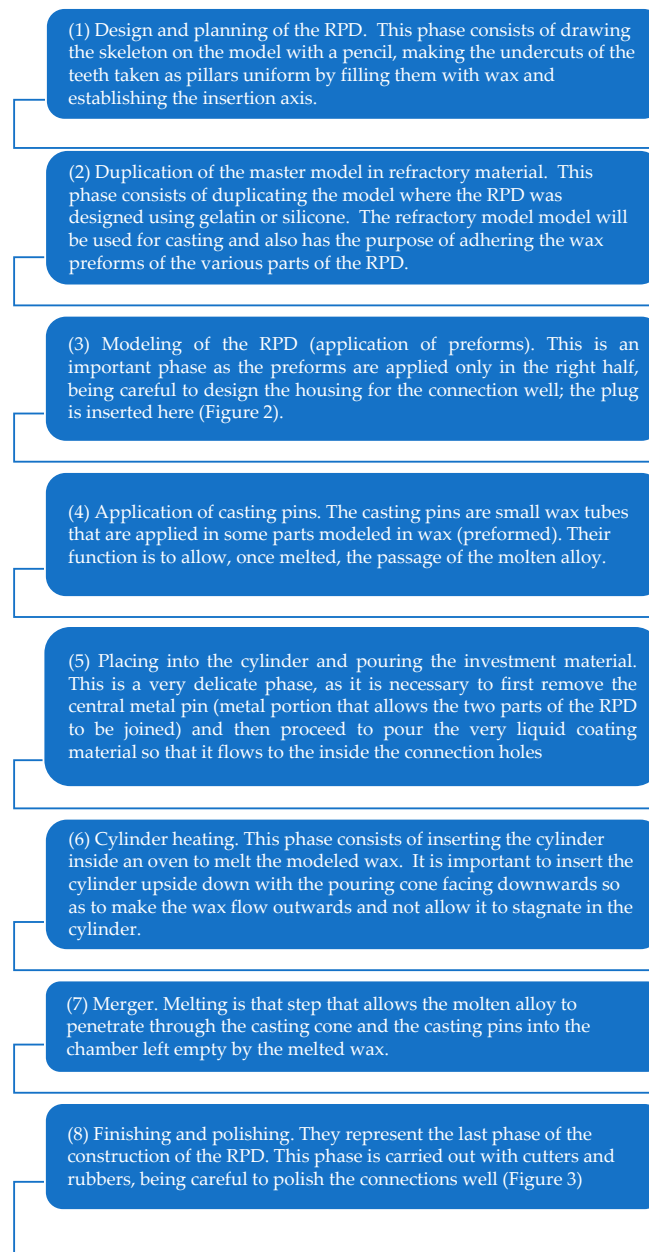 (1) Design and planning of the RPD. This phase consists of drawing
the skeleton on the model with a pencil, making the undercuts of the
teeth taken as pillars uniform by filling them with wax and
establishing the insertion axis.
(2) Duplication of the master model in refractory material. This
phase consists of duplicating the model where the RPD was
designed using gelatin or silicone. The refractory model model will
be used for casting and also has the purpose of adhering the wax
preforms of the various parts of the RPD.
(3) Modeling of the RPD (application of preforms). This is an
important phase as the preforms are applied only in the right half,
being careful to design the housing for the connection well; the plug
is inserted here (Figure 2).
(4) Application of casting pins. The casting pins are small wax tubes
that are applied in some parts modeled in wax (preformed). Their
function is to allow, once melted, the passage of the molten alloy.
(5) Placing into the cylinder and pouring the investment material.
This is a very delicate phase, as it is necessary to first remove the
central metal pin (metal portion that allows the two parts of the RPD
to be joined) and then proceed to pour the very liquid coating
material so that it flows to the inside the connection holes
(6) Cylinder heating. This phase consists of inserting the cylinder
inside an oven to melt the modeled wax. It is important to insert the
cylinder upside down with the pouring cone facing downwards so
as to make the wax flow outwards and not allow it to stagnate in the
cylinder.
(7) Merger. Melting is that step that allows the molten alloy to
penetrate through the casting cone and the casting pins into the
chamber left empty by the melted wax.
(8) Finishing and polishing. They represent the last phase of the
construction of the RPD. This phase is carried out with cutters and
rubbers, being careful to polish the connections well (Figure 3)